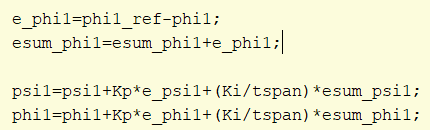 e_phi1=phi1_ref-phi1;
esum_phi1=esum_phi1+e_phi1;
psi1=psi1+Kp*e_psi1+(Ki/tspan)*esum_psi1;
phi1=phi1+Kp*e_phi1+(Ki/tspan)*esum_phi1;